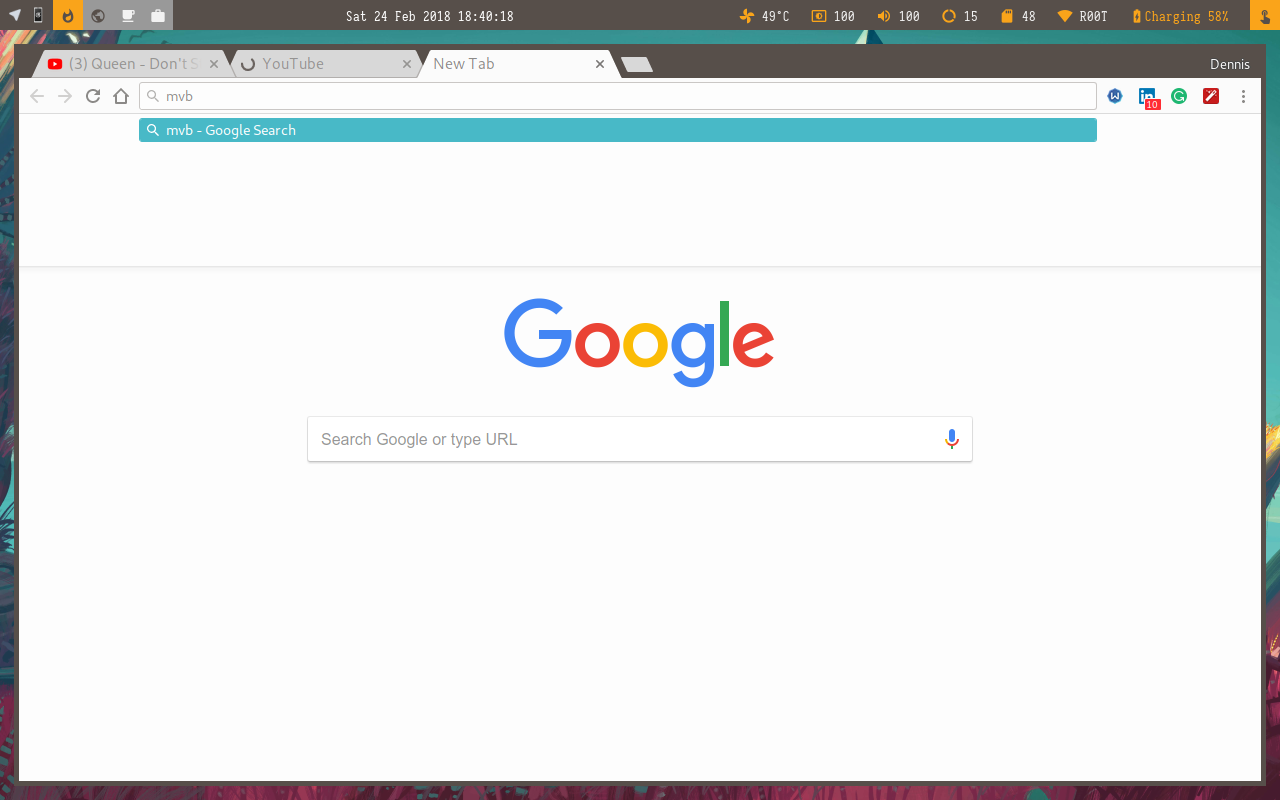 Sat 24 Feb 2018 18:40:18
49°C
100
100
15
48
R00T
Charging 58%
(3) Queen - Don't S
YouTube
New Tab
Dennis
mvb
10
mvb - Google Search
Google
Search Google or type URL